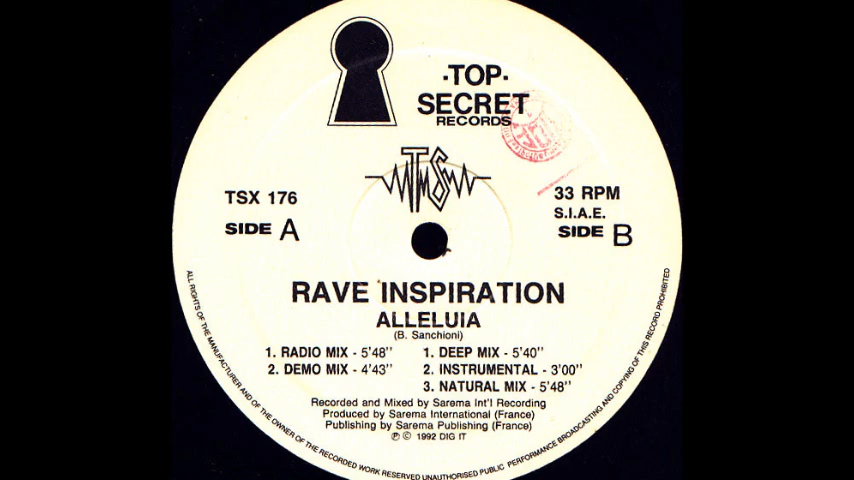 ·TOP·
SECRET
RECORDS
TMS
TSX 176
33 RPM
S.I.A.E.
SIDE A
SIDE B
RAVE INSPIRATION
ALLELUIA
(B. Sanchioni)
1. RADIO MIX - 5'48"
2. DEMO MIX - 4'43"
1. DEEP MIX - 5'40"
2. INSTRUMENTAL - 3'00"
3. NATURAL MIX - 5'48"
Recorded and Mixed by Sarema Int'l Recording
Produced by Sarema International (France)
Publishing by Sarema Publishing (France)
℗ © 1992 DIG IT
ALL RIGHTS OF THE MANUFACTURER AND OF THE OWNER OF THE RECORDED WORK RESERVED UNAUTHORISED PUBLIC PERFORMANCE BROADCASTING AND COPYING OF THIS RECORD PROHIBITED